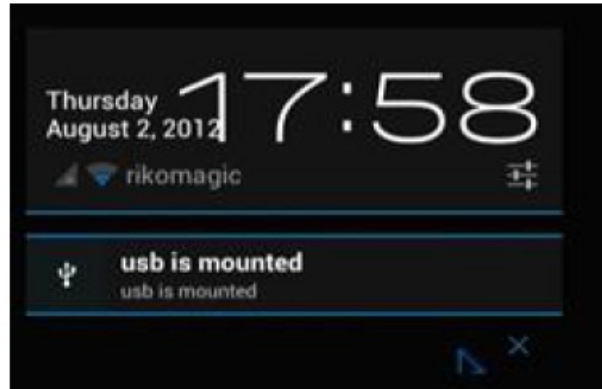 Thursday
August 2, 2012
17:58
rikomagic
usb is mounted
usb is mounted